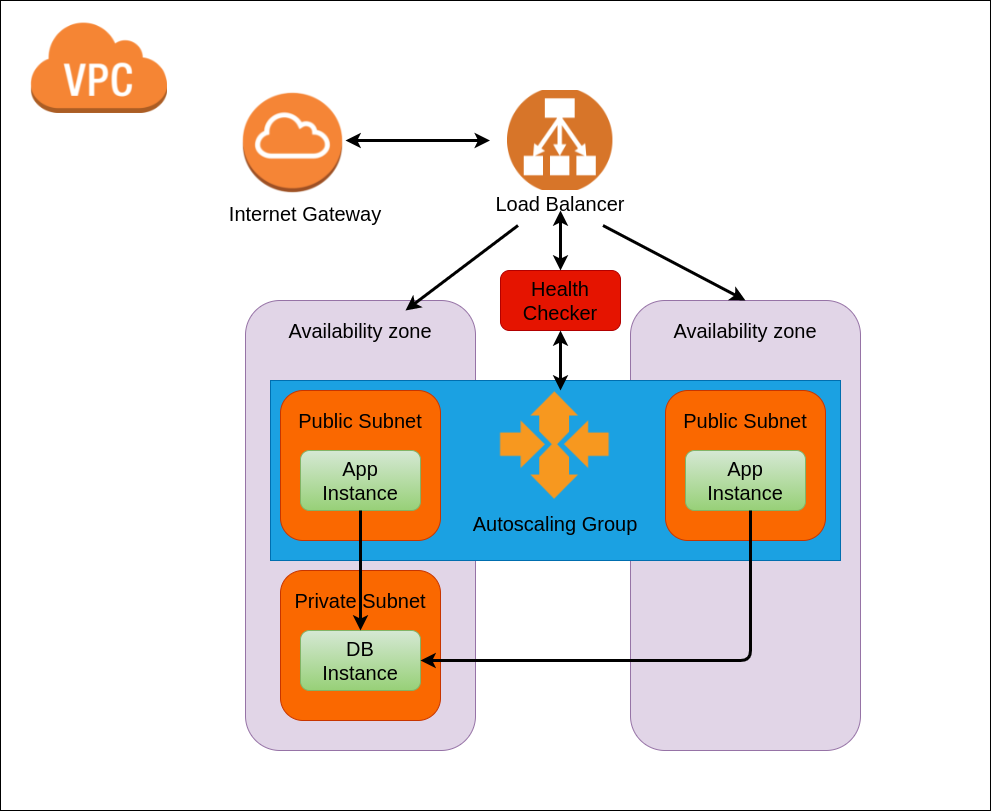 VPC
Internet Gateway
Load Balancer
Health
Checker
Availability zone
Availability zone
Public Subnet
App
Instance
Autoscaling Group
Public Subnet
App
Instance
Private Subnet
DB
Instance